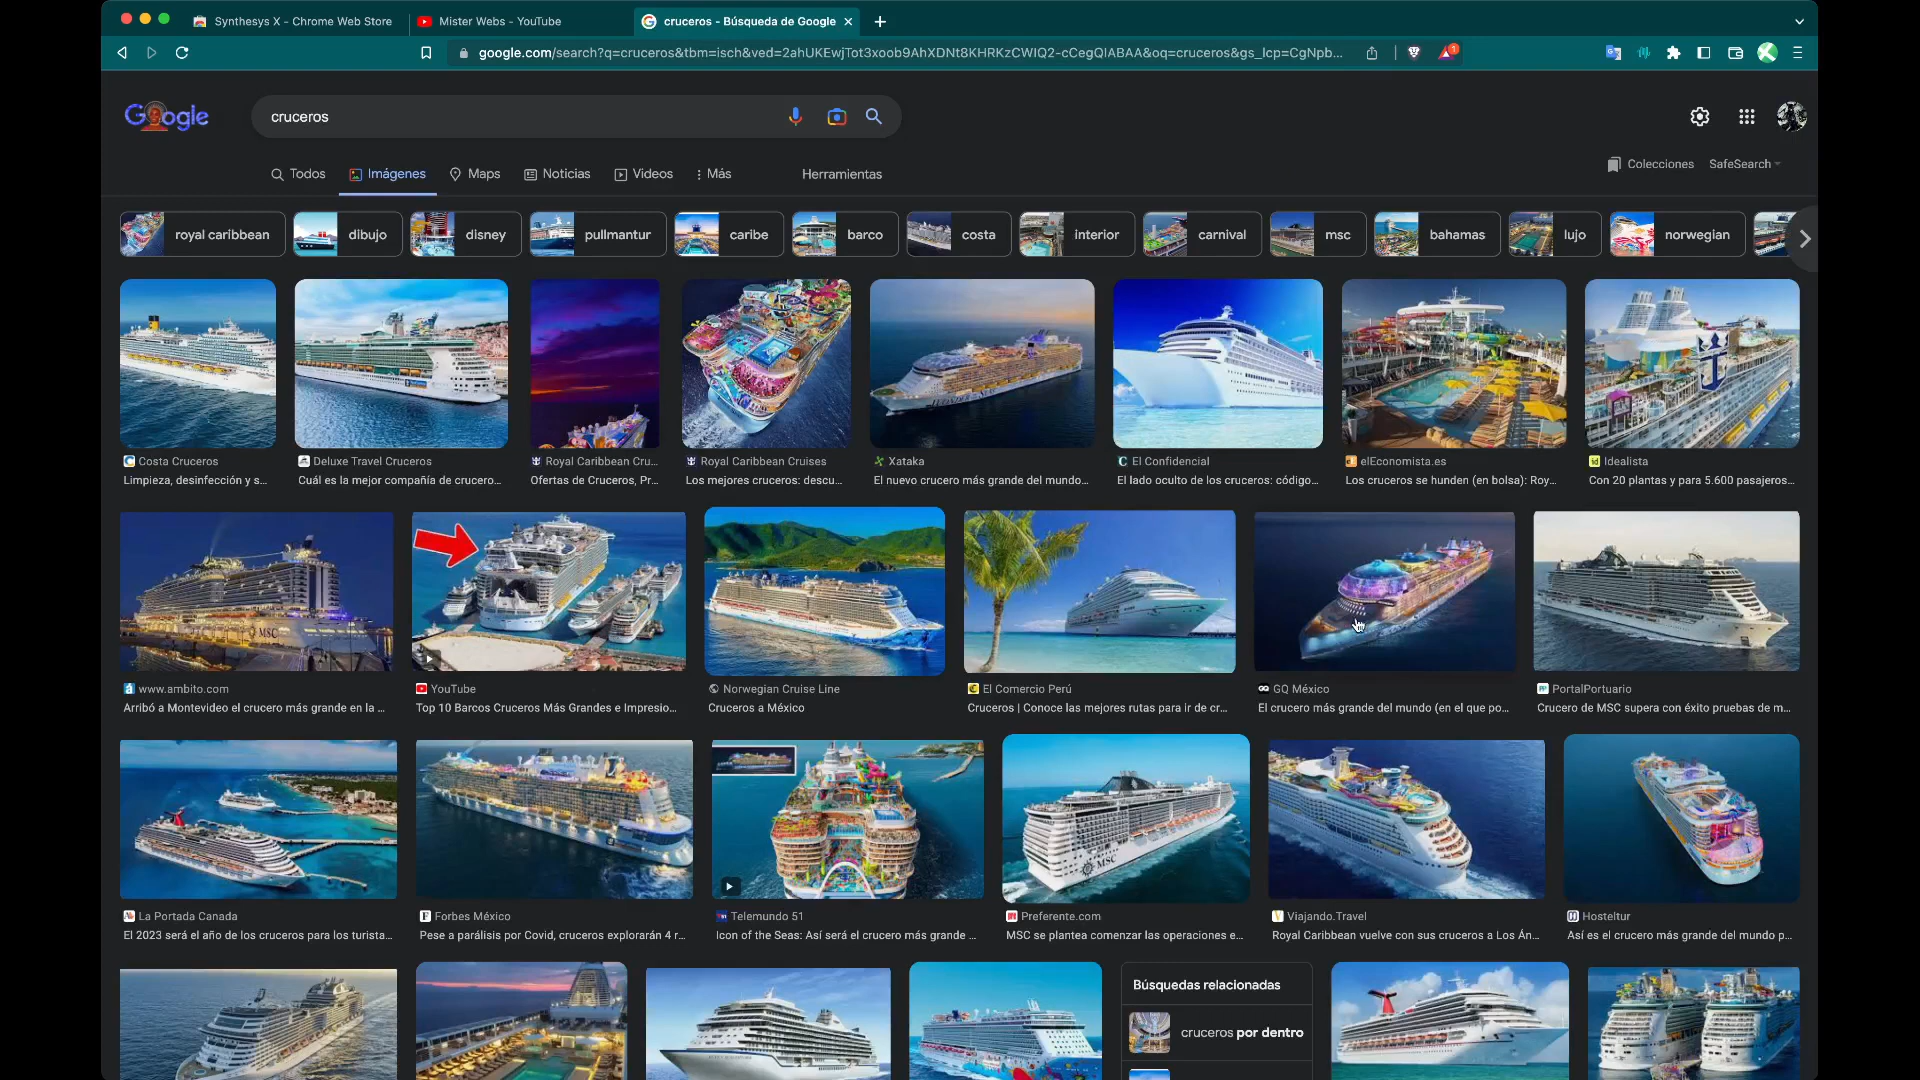 Synthesys X - Chrome Web Store
Mister Webs - YouTube
cruceros - Búsqueda de Google
google.com/search?q=cruceros&tbm=isch&ved=2ahUKEwjTot3xoob9AhXDNt8KHRKzCWIQ2-cCegQIABAA&oq=cruceros&gs_lcp=CgNpb...
1
Google
cruceros
Todos
Imágenes
Maps
Noticias
Videos
Más
Herramientas
Colecciones
SafeSearch
royal caribbean
dibujo
disney
pullmantur
caribe
barco
costa
interior
carnival
msc
bahamas
lujo
norwegian
Costa Cruceros
Limpieza, desinfección y s...
Deluxe Travel Cruceros
Cuál es la mejor compañía de crucero...
Royal Caribbean Cru...
Ofertas de Cruceros, Pr...
Royal Caribbean Cruises
Los mejores cruceros: descu...
Xataka
El nuevo crucero más grande del mundo...
El Confidencial
El lado oculto de los cruceros: código...
elEconomista.es
Los cruceros se hunden (en bolsa): Roy...
Idealista
Con 20 plantas y para 5.600 pasajeros...
MSC
www.ambito.com
Arribó a Montevideo el crucero más grande en la ...
YouTube
Top 10 Barcos Cruceros Más Grandes e Impresio...
Norwegian Cruise Line
Cruceros a México
El Comercio Perú
Cruceros | Conoce las mejores rutas para ir de cr...
GQ México
El crucero más grande del mundo (en el que po...
PortalPortuario
Crucero de MSC supera con éxito pruebas de m...
La Portada Canada
El 2023 será el año de los cruceros para los turista...
Forbes México
Pese a parálisis por Covid, cruceros explorarán 4 r...
Telemundo 51
Icon of the Seas: Así será el crucero más grande ...
MSC
Preferente.com
MSC se plantea comenzar las operaciones e...
Viajando.Travel
Royal Caribbean vuelve con sus cruceros a Los Án...
Hosteltur
Así es el crucero más grande del mundo p...
Búsquedas relacionadas
cruceros por dentro